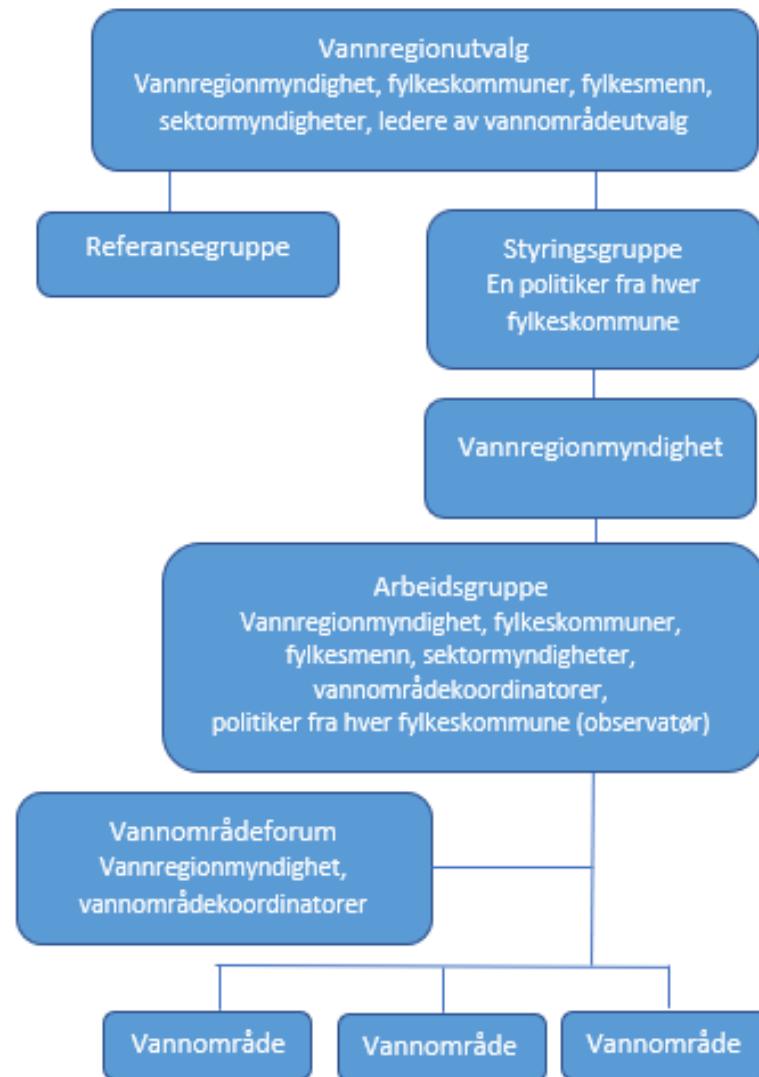 Vannregionutvalg
Vannregionmyndighet, fylkeskommuner, fylkesmenn,
sektormyndigheter, ledere av vannområdeutvalg
Referansegruppe
Styringsgruppe
En politiker fra hver
fylkeskommune
Vannregionmyndighet
Arbeidsgruppe
Vannregionmyndighet, fylkeskommuner,
fylkesmenn, sektormyndigheter,
vannområdekoordinatorer,
politiker fra hver fylkeskommune (observatør)
Vannområdeforum
Vannregionmyndighet,
vannområdekoordinatorer
Vannområde
Vannområde
Vannområde